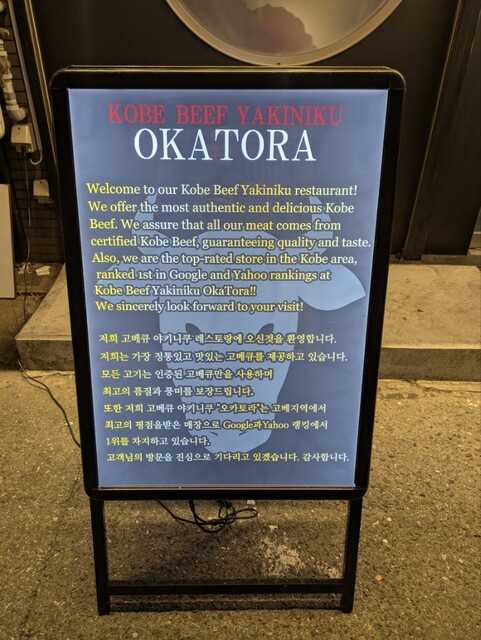 KOBE BEEF YAKINIKU
OKATORA
Welcome to our Kobe Beef Yakiniku restaurant!
We offer the most authentic and delicious Kobe
Beef. We assure that all our meat comes from
certified Kobe Beef, guaranteeing quality and taste.
Also, we are the top-rated store in the Kobe area,
ranked 1st in Google and Yahoo rankings at
Kobe Beef Yakiniku OkaTora!!
We sincerely look forward to your visit!
저희 고베큐 야키니쿠 레스토랑에 오신것을 환영합니다.
저희는 가장 정통있고 맛있는 고베큐를 제공하고 있습니다.
모든 고기는 인증된 고베큐만을 사용하며
최고의 품질과 풍미를 보장드립니다.
또한 저희 고베큐 야키니쿠 "오카토라"는 고베지역에서
최고의 평점을받은 매장으로 Google과Yahoo 랭킹에서
1위를 차지하고 있습니다.
고객님의 방문을 진심으로 기다리고 있겠습니다. 감사합니다.